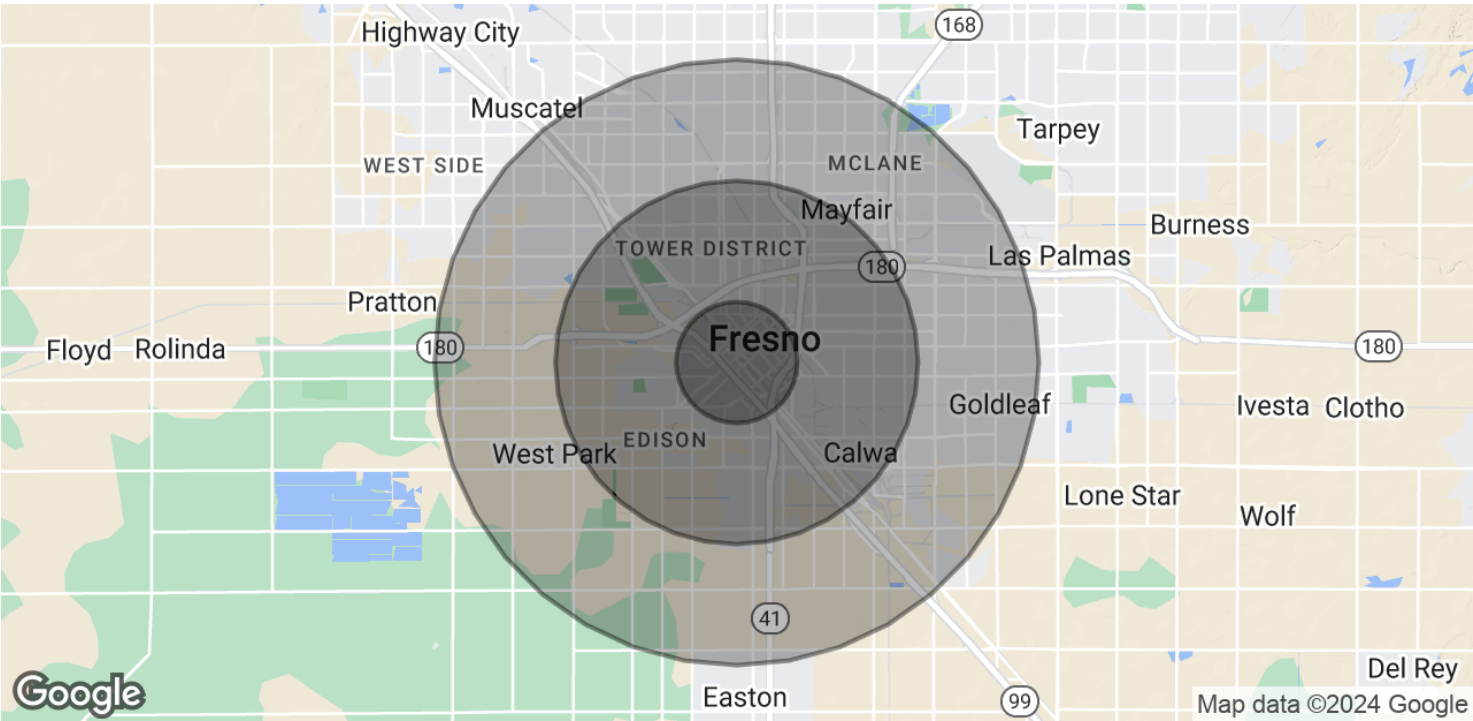 168
Highway City
Muscatel
Tarpey
WEST SIDE
MCLANE
Mayfair
Burness
TOWER DISTRICT
Las Palmas
180
Pratton
Fresno
Floyd
Rolinda
180
180
Goldleaf
Ivesta
Clotho
EDISON
West Park
Calwa
Lone Star
Wolf
41
Del Rey
Google
Easton
99
Map data ©2024 Google